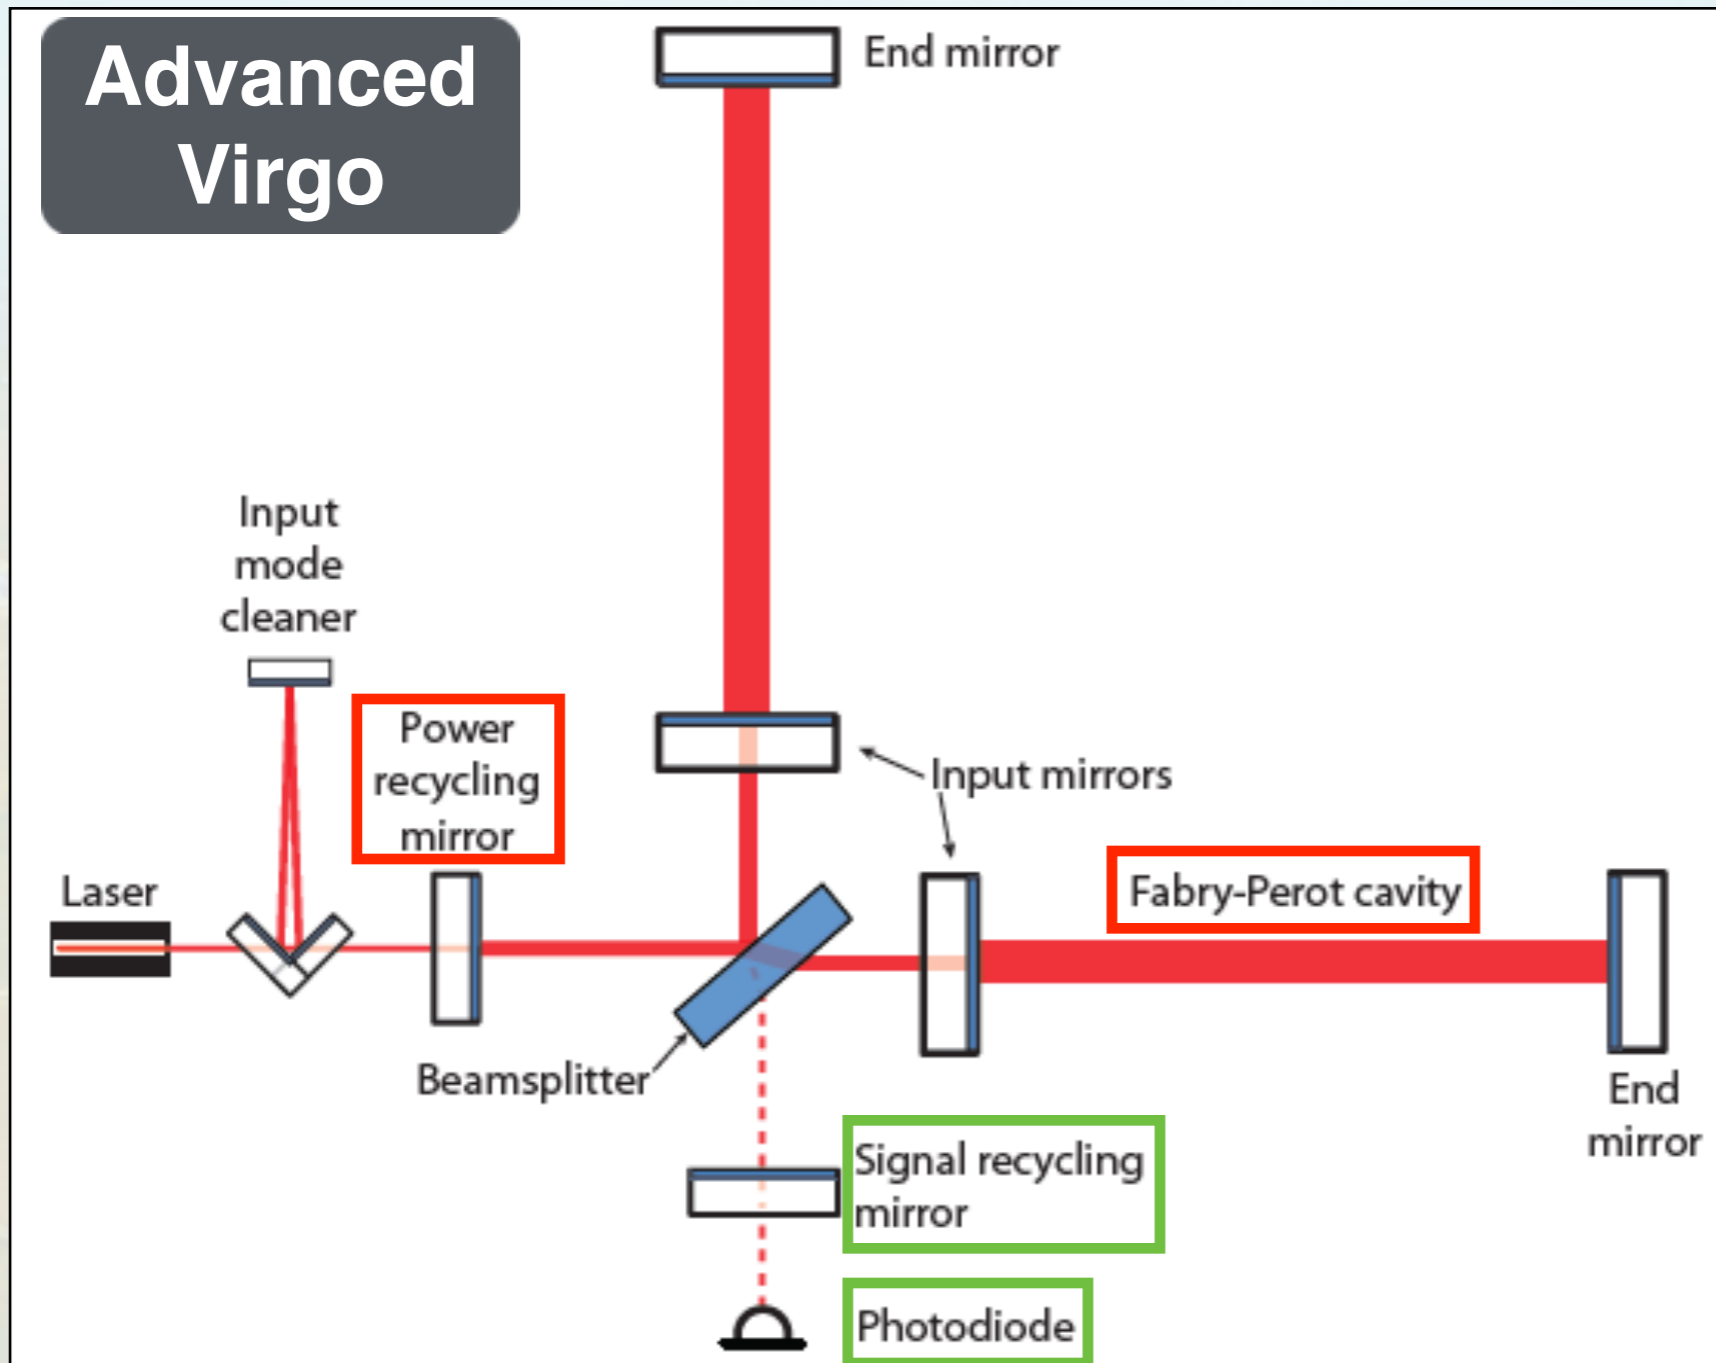 Advanced
Virgo
End mirror
Input
mode
cleaner
Power
recycling
mirror
Input mirrors
Laser
Fabry-Perot cavity
Beamsplitter
End
mirror
Signal recycling
mirror
Photodiode